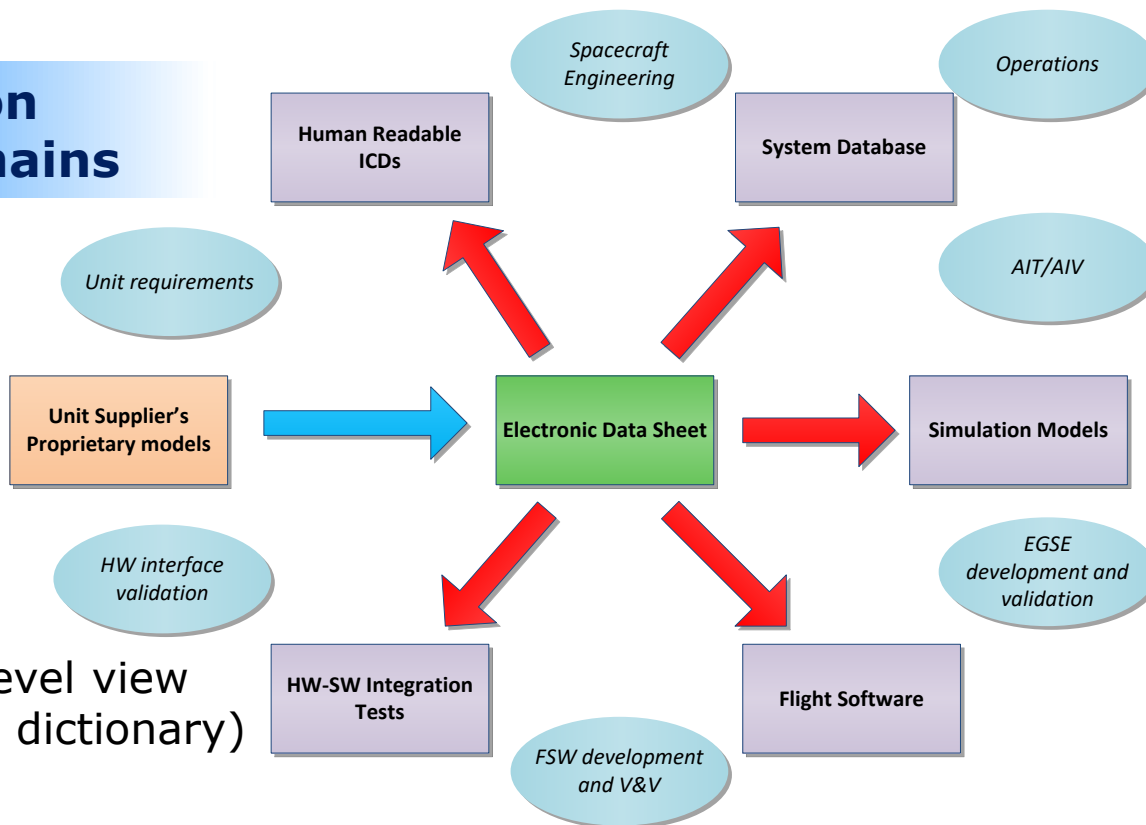 Spacecraft
Engineering
Operations
on
mains
Human Readable
ICDs
System Database
Unit requirements
AIT/AIV
Unit Supplier's
Proprietary models
Electronic Data Sheet
Simulation Models
HW interface
validation
EGSE
development and
validation
evel view
dictionary)
HW-SW Integration
Tests
Flight Software
FSW development
and V&V